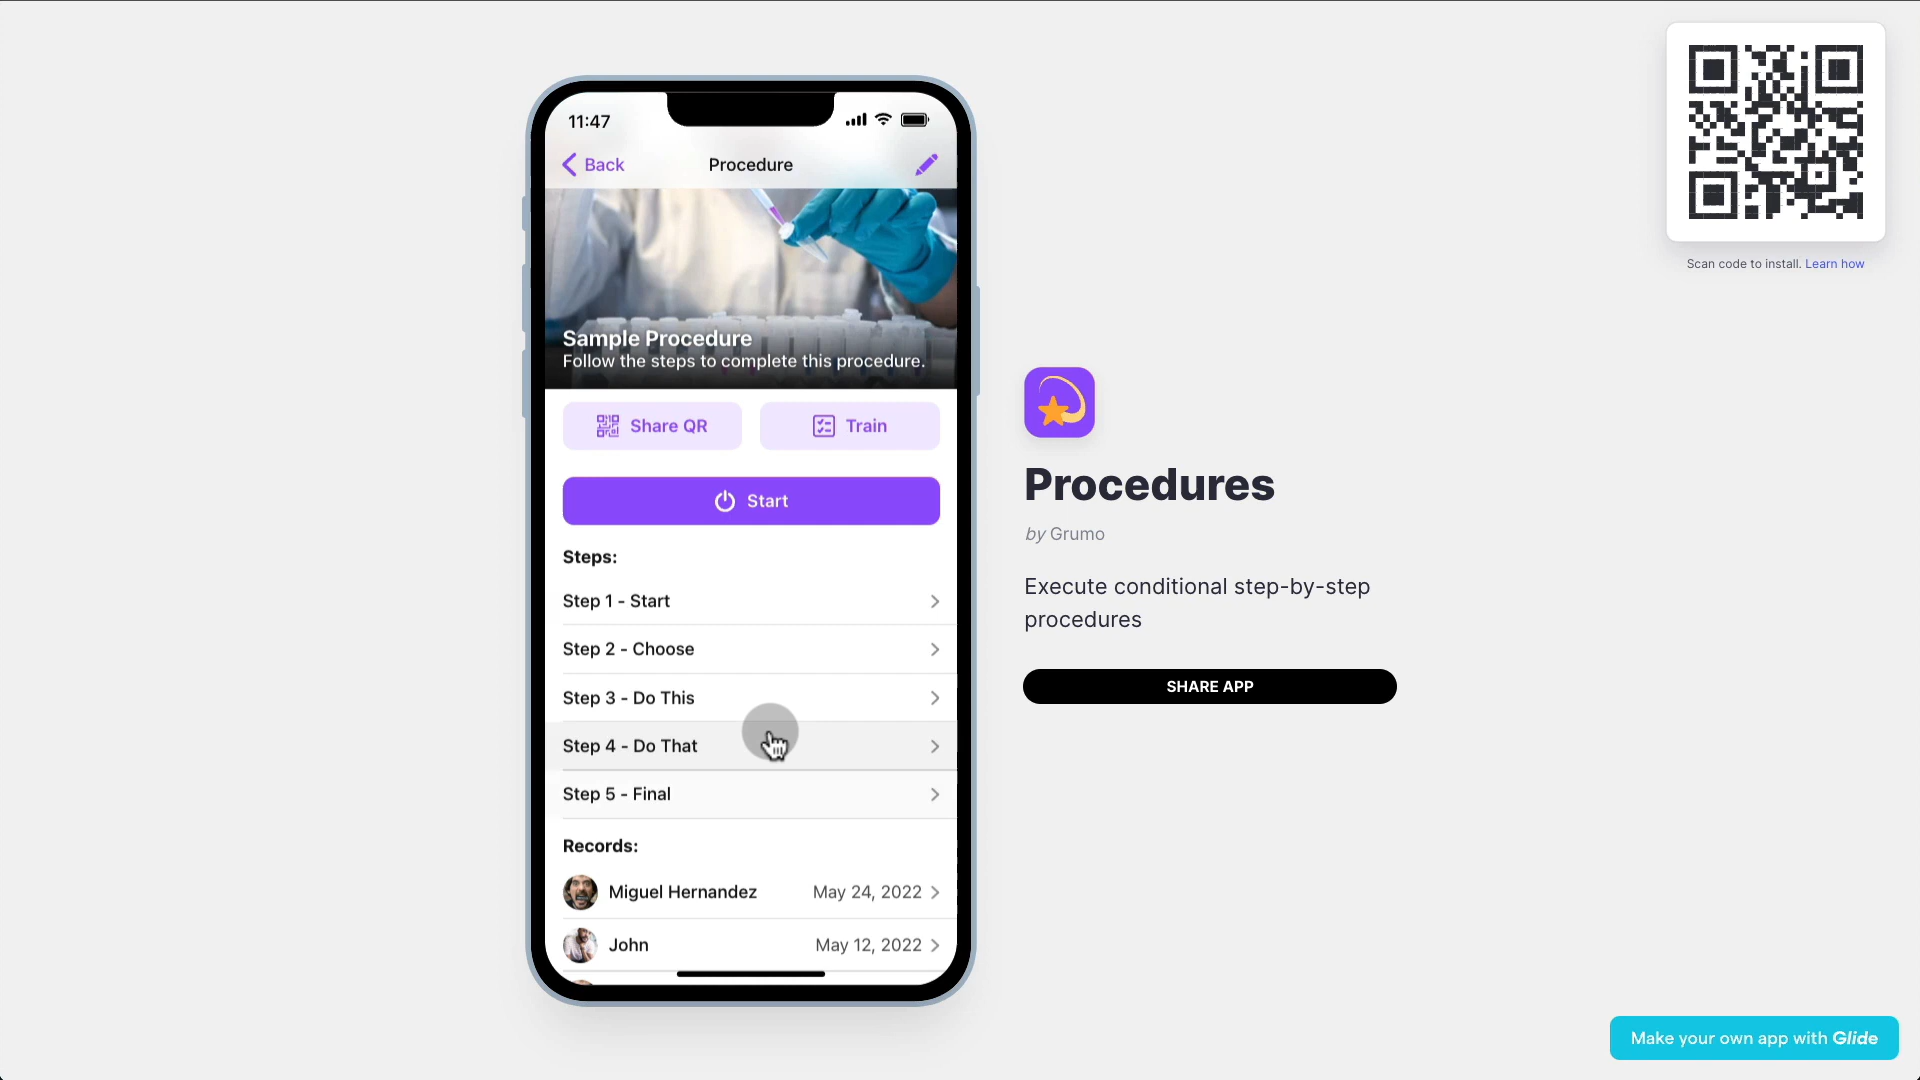 11:47
Back
Procedure
Sample Procedure
Follow the steps to complete this procedure.
Share QR
Train
Start
Steps:
Step 1 - Start
Step 2 - Choose
Step 3 - Do This
Step 4 - Do That
Step 5 - Final
Records:
Miguel Hernandez
May 24, 2022
John
May 12, 2022
Procedures
by Grumo
Execute conditional step-by-step
procedures
SHARE APP
Scan code to install. Learn how
Make your own app with Glide